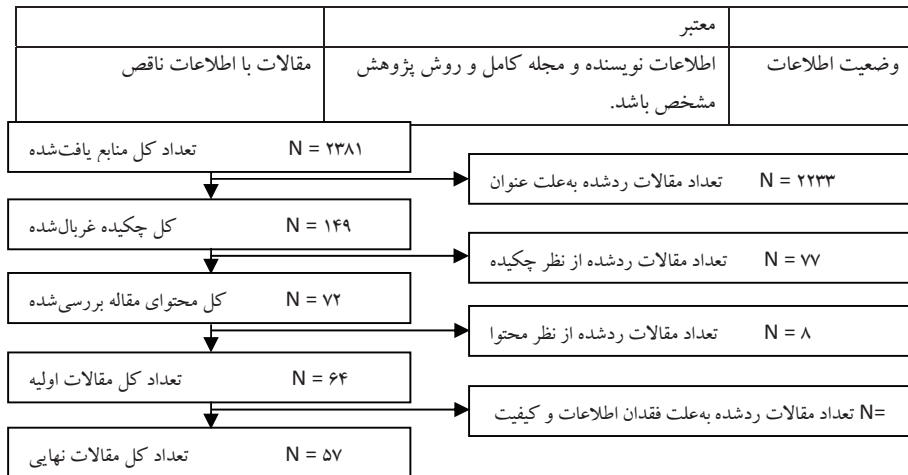 معتبر
وضعیت اطلاعات
اطلاعات نویسنده و مجله کامل و روش پژوهش
مشخص باشد.
مقالات با اطلاعات ناقص
تعداد کل منابع یافت‌شده N = ۲۳۸۱
تعداد مقالات ردشده به‌علت عنوان N = ۲۲۳۳
کل چکیده غربال‌شده N = ۱۴۹
تعداد مقالات ردشده از نظر چکیده N = ۷۷
کل محتوای مقاله بررسی‌شده N = ۷۲
تعداد مقالات ردشده از نظر محتوا N = ۸
تعداد کل مقالات اولیه N = ۶۴
تعداد مقالات ردشده به‌علت فقدان اطلاعات و کیفیت N=
تعداد کل مقالات نهایی N = ۵۷